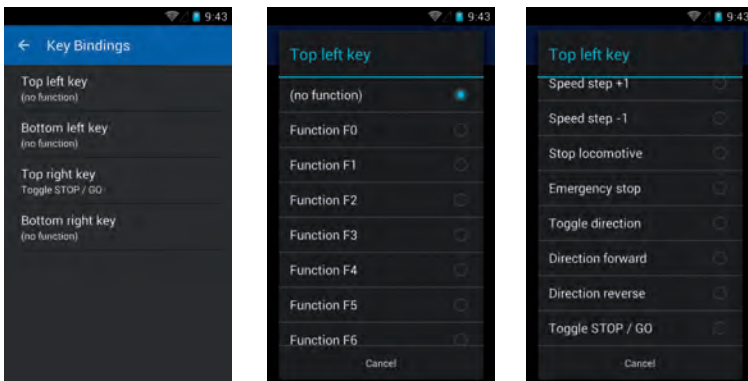 9:43
Key Bindings
Top left key
(no function)
Bottom left key
(no function)
Top right key
Toggle STOP / GO
Bottom right key
(no function)
9:43
Top left key
(no function)
Function F0
Function F1
Function F2
Function F3
Function F4
Function F5
Function F6
Cancel
9:43
Top left key
Speed step +1
Speed step -1
Stop locomotive
Emergency stop
Toggle direction
Direction forward
Direction reverse
Toggle STOP / GO
Cancel